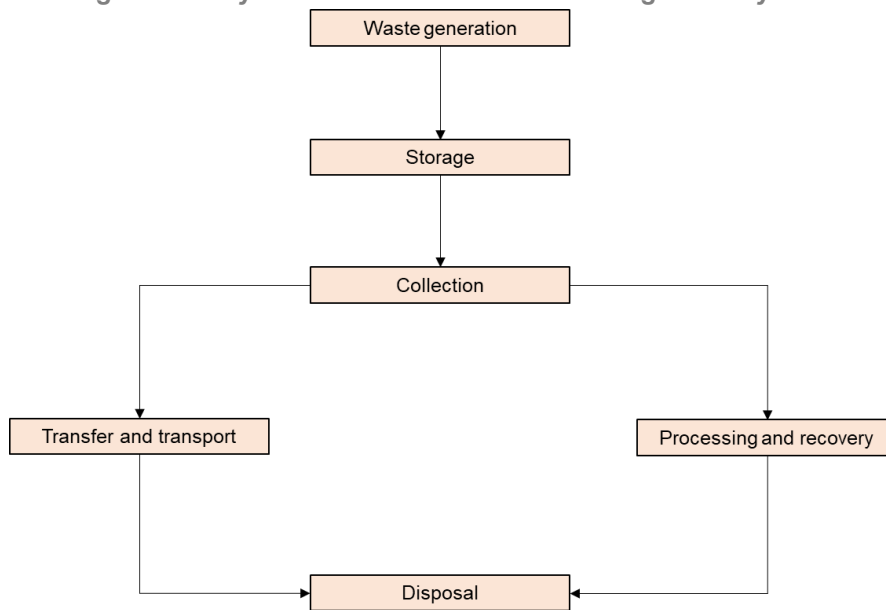 Waste generation
Storage
Collection
Transfer and transport
Processing and recovery
Disposal